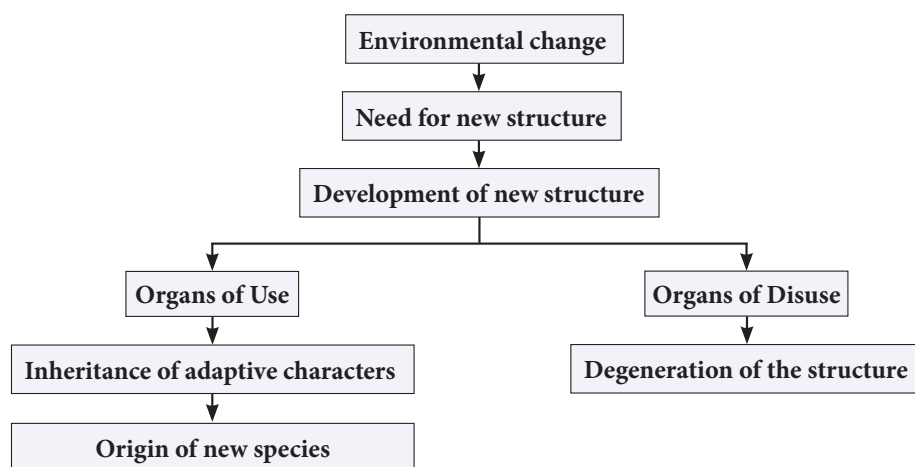 Environmental change
Need for new structure
Development of new structure
Organs of Use
Organs of Disuse
Inheritance of adaptive characters
Degeneration of the structure
Origin of new species